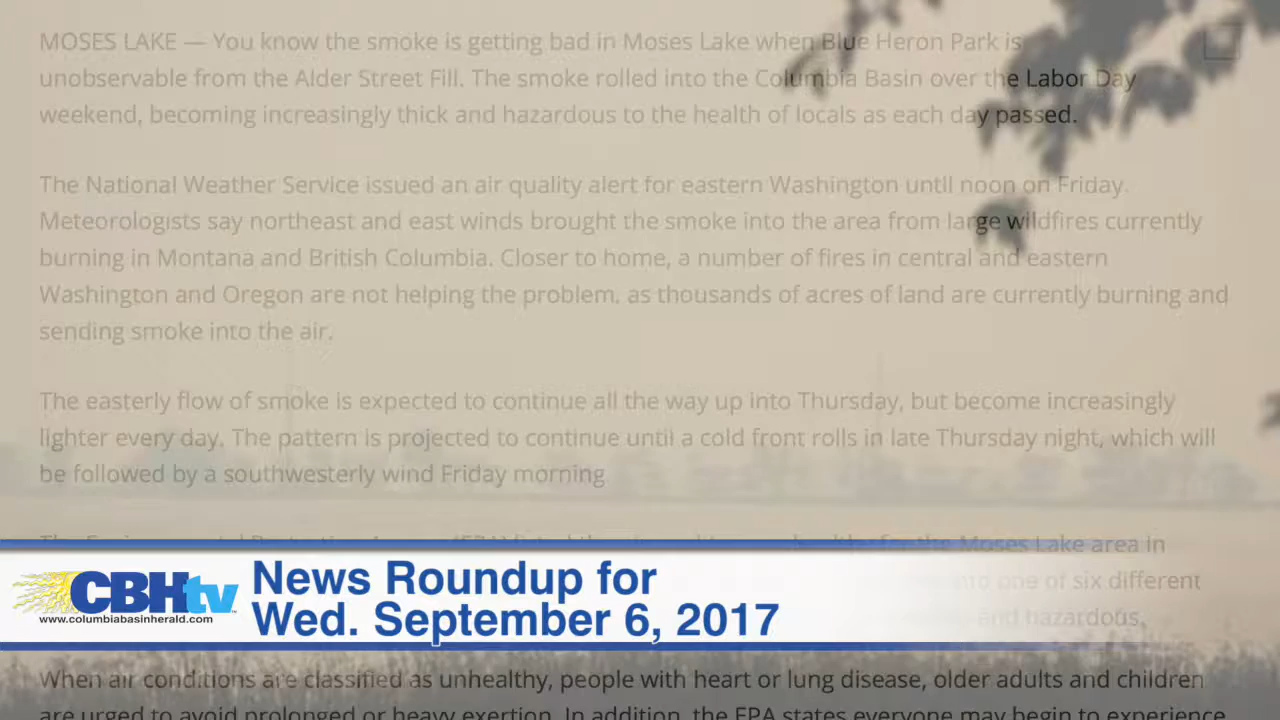 MOSES LAKE — You know the smoke is getting bad in Moses Lake when Blue Heron Park is
unobservable from the Alder Street Fill. The smoke rolled into the Columbia Basin over the Labor Day
weekend, becoming increasingly thick and hazardous to the health of locals as each day passed.
The National Weather Service issued an air quality alert for eastern Washington until noon on Friday.
Meteorologists say northeast and east winds brought the smoke into the area from large wildfires currently
burning in Montana and British Columbia. Closer to home, a number of fires in central and eastern
Washington and Oregon are not helping the problem, as thousands of acres of land are currently burning and
sending smoke into the air.
The easterly flow of smoke is expected to continue all the way up into Thursday, but become increasingly
lighter every day. The pattern is projected to continue until a cold front rolls in late Thursday night, which will
be followed by a southwesterly wind Friday morning
Moses Lake area in
one of six different
and hazardous.
CBHtv
www.columbiabasinherald.com
News Roundup for
Wed. September 6, 2017
When air conditions are classified as unhealthy, people with heart or lung disease, older adults and children
are urged to avoid prolonged or heavy exertion. In addition, the EPA states everyone may begin to experience